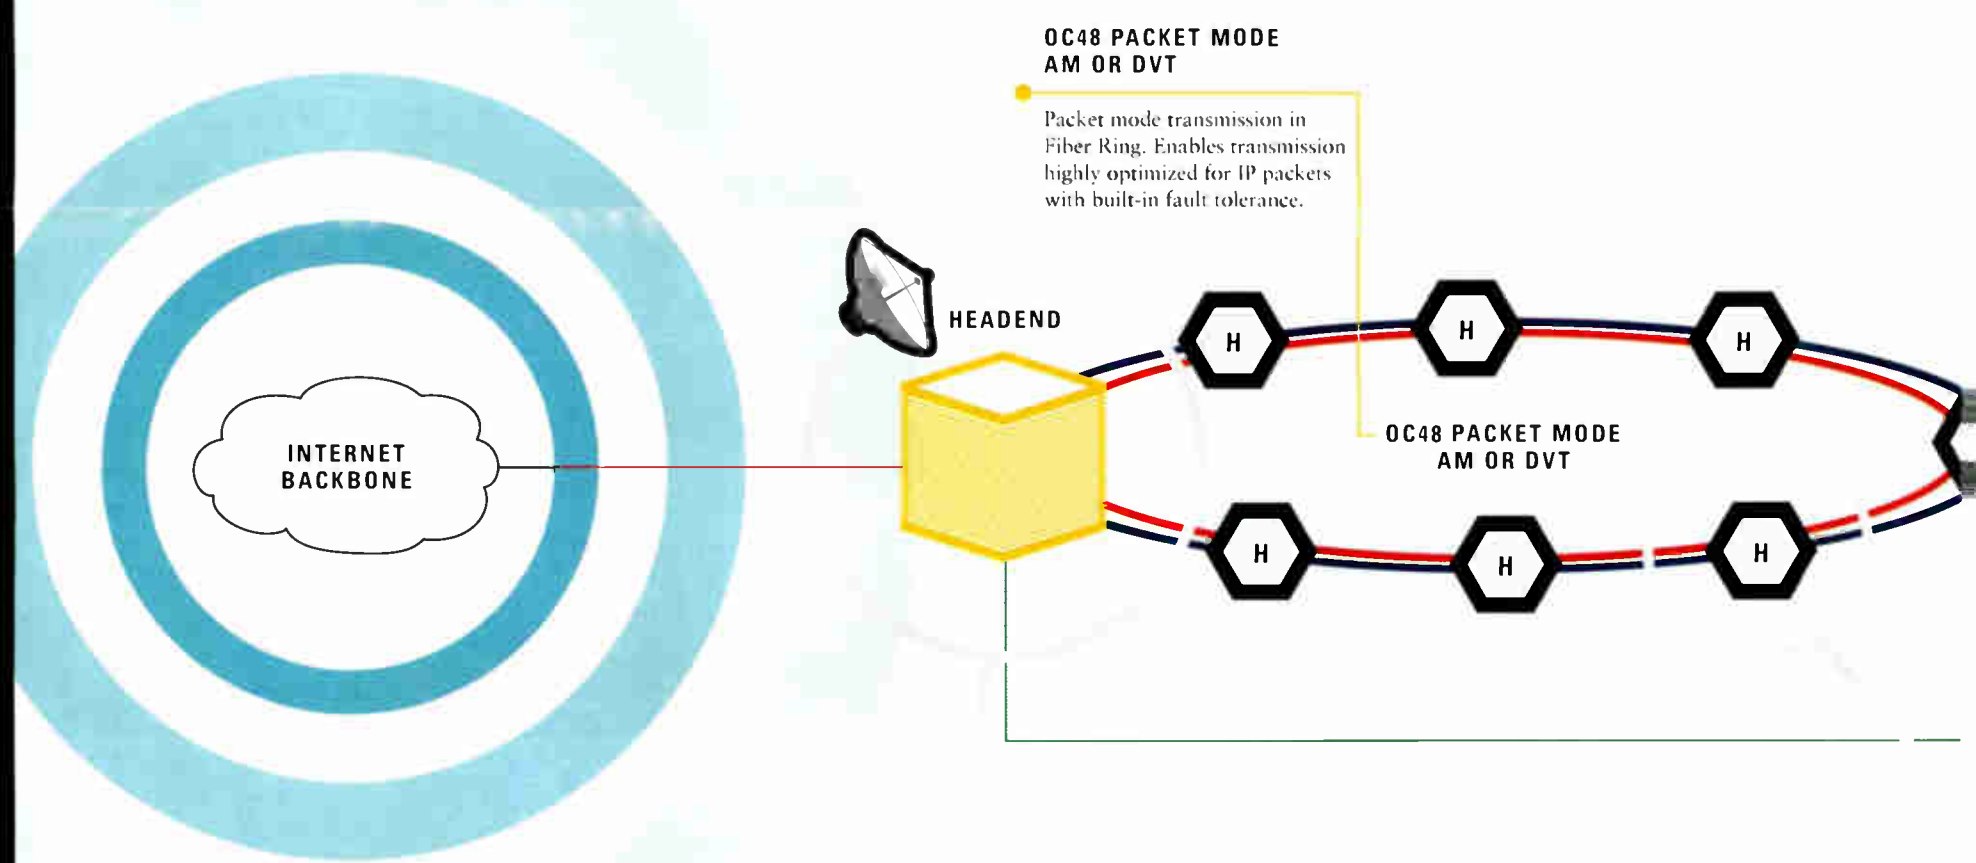 OC48 PACKET MODE
AM OR DVT
Packet mode transmission in
Fiber Ring. Enables transmission
highly optimized for IP packets
with built-in fault tolerance.
HEADEND
H
H
H
INTERNET
BACKBONE
OC48 PACKET MODE
AM OR DVT
H
H
H